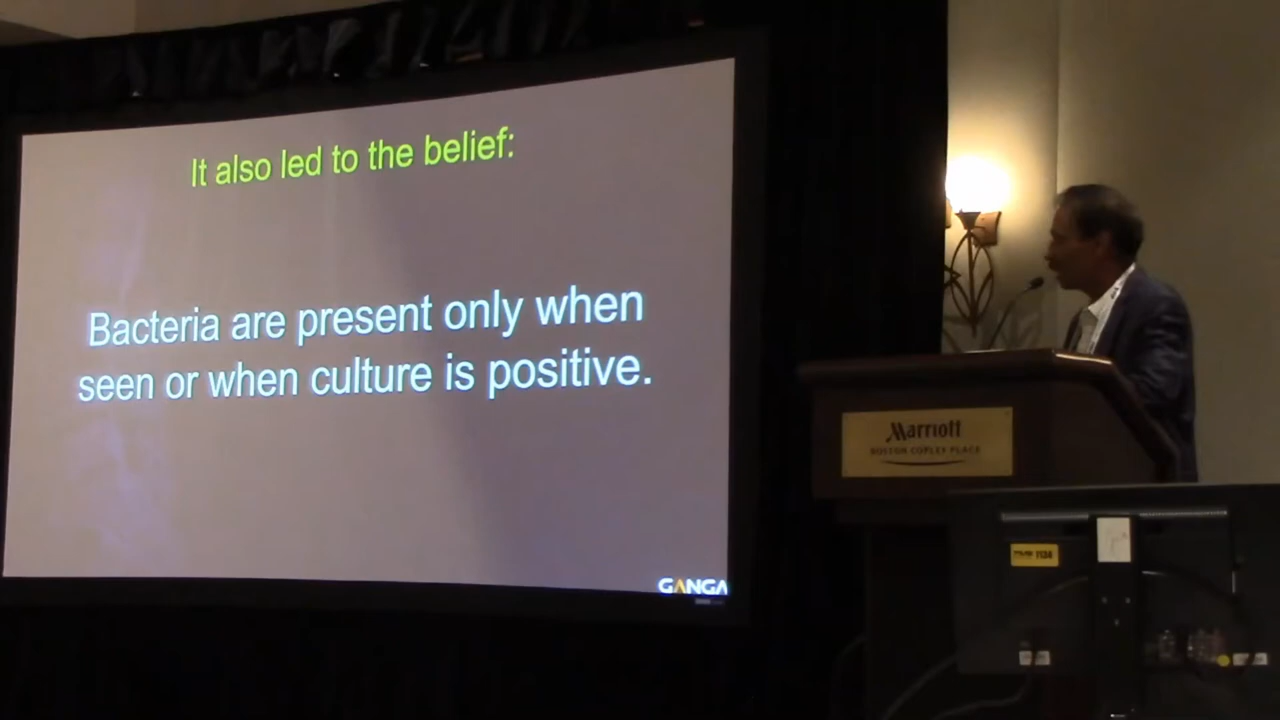 It also led to the belief:
Bacteria are present only when
seen or when culture is positive.
GANGA
Marriott
BOSTON COPLEY PLACE
1134